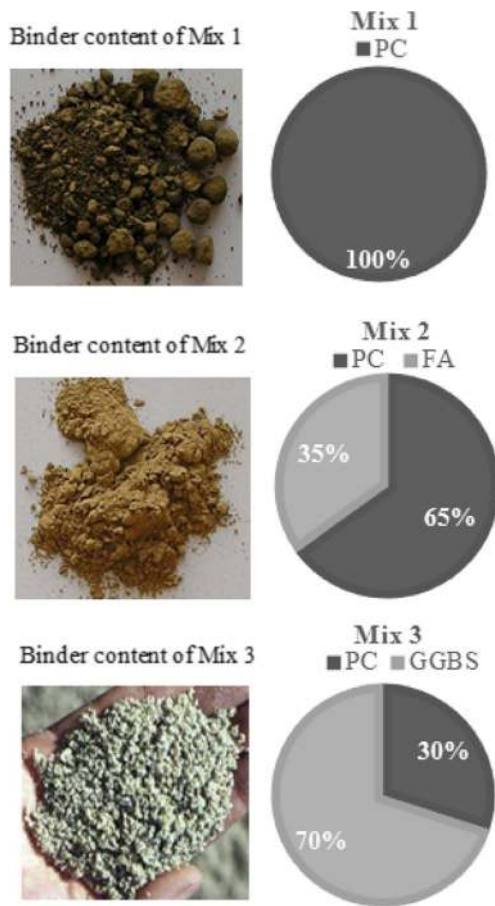 Binder content of Mix 1
Mix 1
PC
100%
Binder content of Mix 2
Mix 2
PC FA
35%
65%
Binder content of Mix 3
Mix 3
PC GGBS
30%
70%